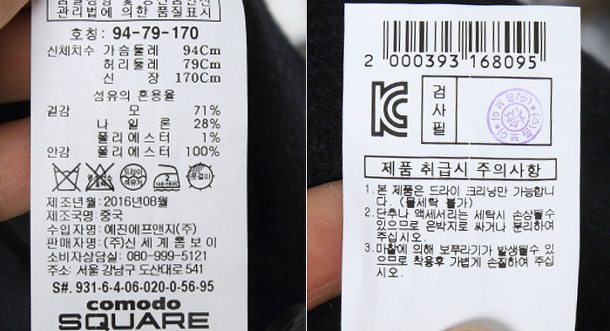 관리법에 의한 품질표시
호칭: 94-79-170
신체치수 가슴둘레 94Cm
허리둘레 79Cm
신 장 170Cm
섬유의 혼용율
겉감 모 71%
나 일 론 28%
폴리에스터 1%
안감 폴리에스터 100%
드라이
석유계
옷걸이
제조년월:2016년08월
제조국명:중국
수입자명:예진에프앤지(주)
판매자명:(주)신세계톰보이
소비자상담실: 080-999-5121
주소: 서울 강남구 도산대로 541
S#. 931-6-4-06-020-0-56-95
comodo
SQUARE
2 000393 168095
검사필
제품 취급시 주의사항
1. 본 제품은 드라이 크리닝만 가능합니
다. (물세탁 불가)
2. 단추나 액세서리는 세탁시 손상될수
있으므로 은박지로 싸거나 분리하여
주십시오.
3. 마찰에 의해 보푸라기가 발생될수 있
으므로 착용후 가볍게 손질하여 주십
시오.